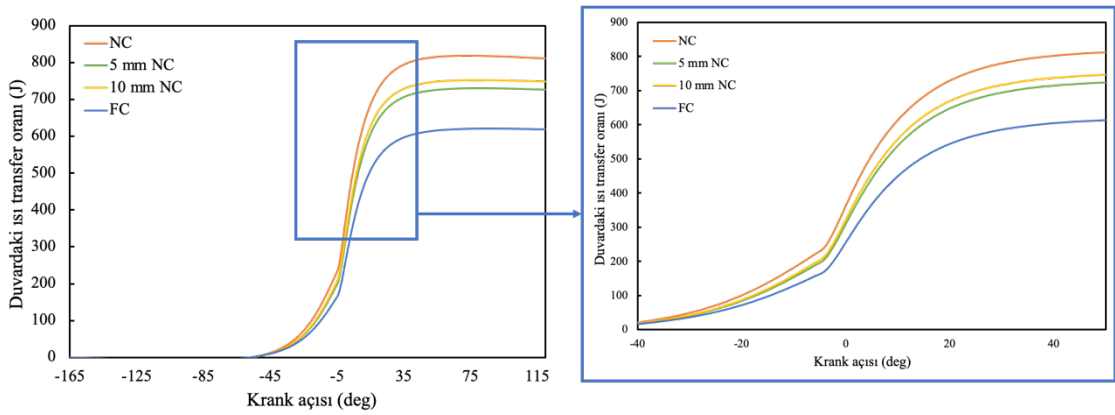 900
800
700
600
500
400
300
200
100
0
Duvardaki ısı transfer oranı (J)
NC
5 mm NC
10 mm NC
FC
-165 -125 -85 -45 -5 35 75 115
Krank açısı (deg)
900
800
700
600
500
400
300
200
100
0
Duvardaki ısı transfer oranı (J)
NC
5 mm NC
10 mm NC
FC
-40 -20 0 20 40
Krank açısı (deg)